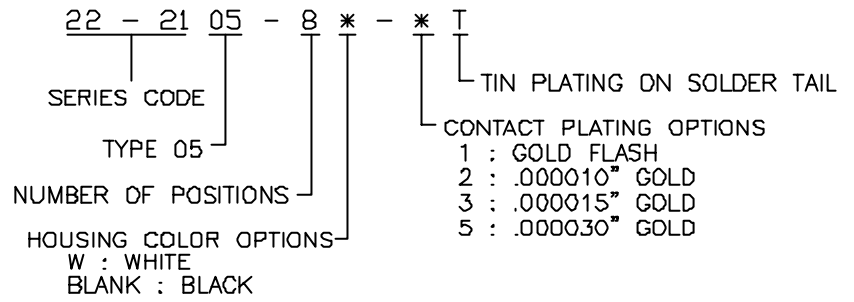 22 - 21 05 - 8 * - * T
TIN PLATING ON SOLDER TAIL
SERIES CODE
CONTACT PLATING OPTIONS
TYPE 05
1 : GOLD FLASH
2 : .000010" GOLD
NUMBER OF POSITIONS
3 : .000015" GOLD
5 : .000030" GOLD
HOUSING COLOR OPTIONS
W : WHITE
BLANK : BLACK